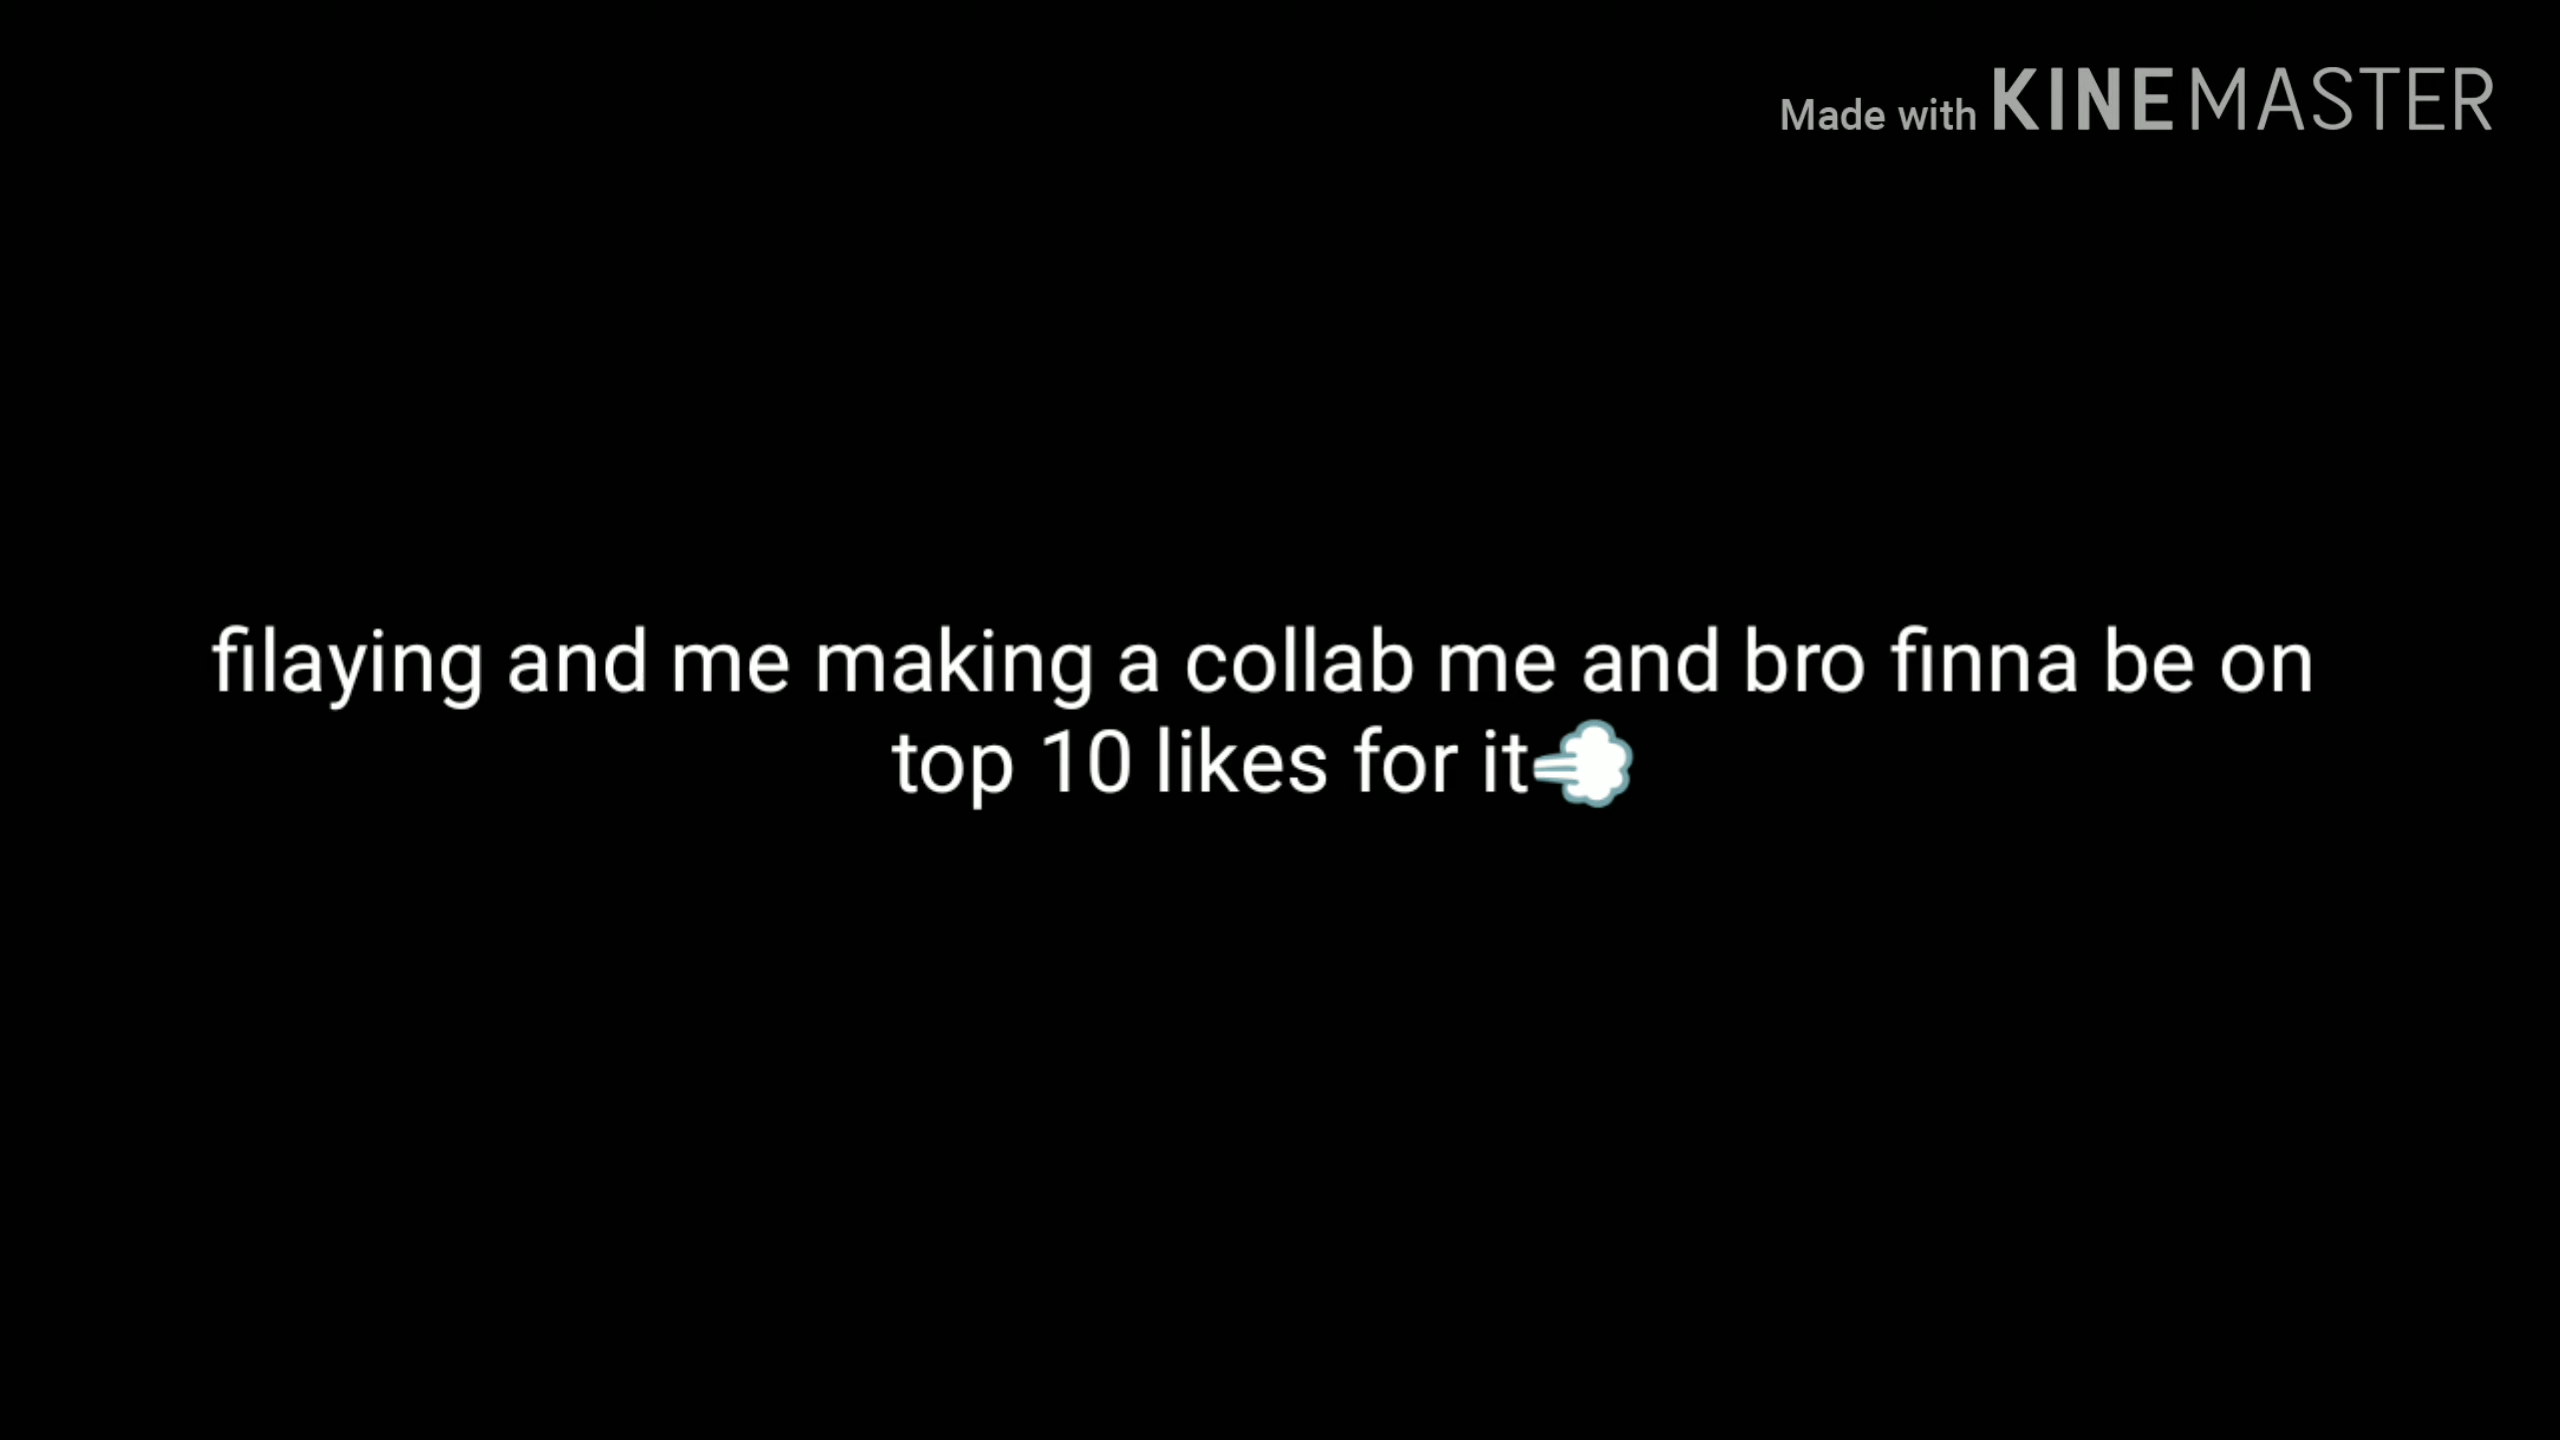 Made with KINEMASTER
filaying and me making a collab me and bro finna be on
top 10 likes for it💨